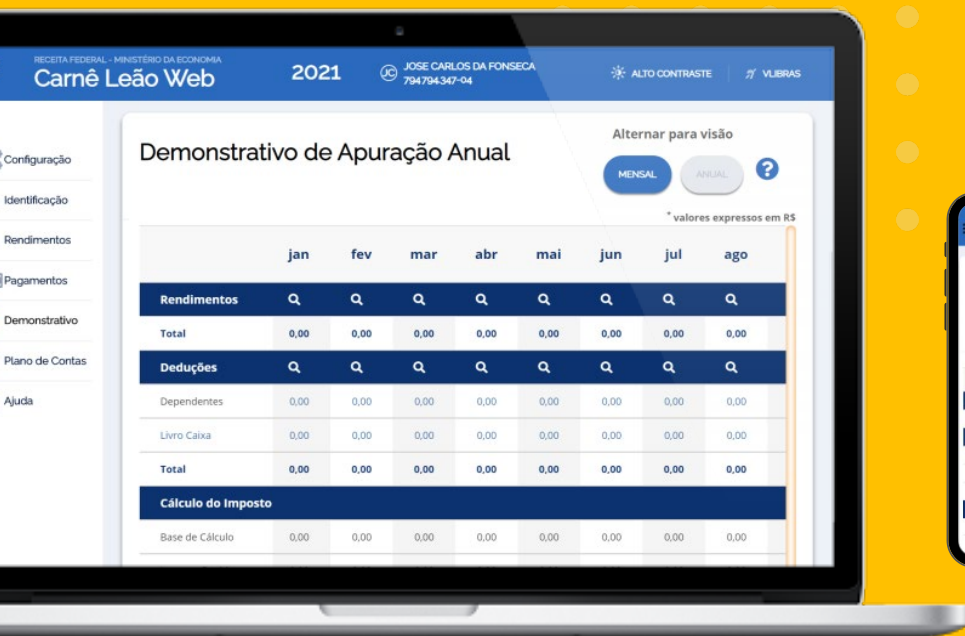 RECEITA FEDERAL - MINISTÉRIO DA ECONOMIA
Carnê Leão Web
2021
JC
JOSE CARLOS DA FONSECA
794794347-04
ALTO CONTRASTE
VLIBRAS
Configuração
Identificação
Rendimentos
Pagamentos
Demonstrativo
Plano de Contas
Ajuda
Demonstrativo de Apuração Anual
Alternar para visão
MENSAL
ANUAL
?
* valores expressos em R$
jan fev mar abr mai jun jul ago
Rendimentos
Total 0,00 0,00 0,00 0,00 0,00 0,00 0,00 0,00
Deduções
Dependentes 0,00 0,00 0,00 0,00 0,00 0,00 0,00 0,00
Livro Caixa 0,00 0,00 0,00 0,00 0,00 0,00 0,00 0,00
Total 0,00 0,00 0,00 0,00 0,00 0,00 0,00 0,00
Cálculo do Imposto
Base de Cálculo 0,00 0,00 0,00 0,00 0,00 0,00 0,00 0,00